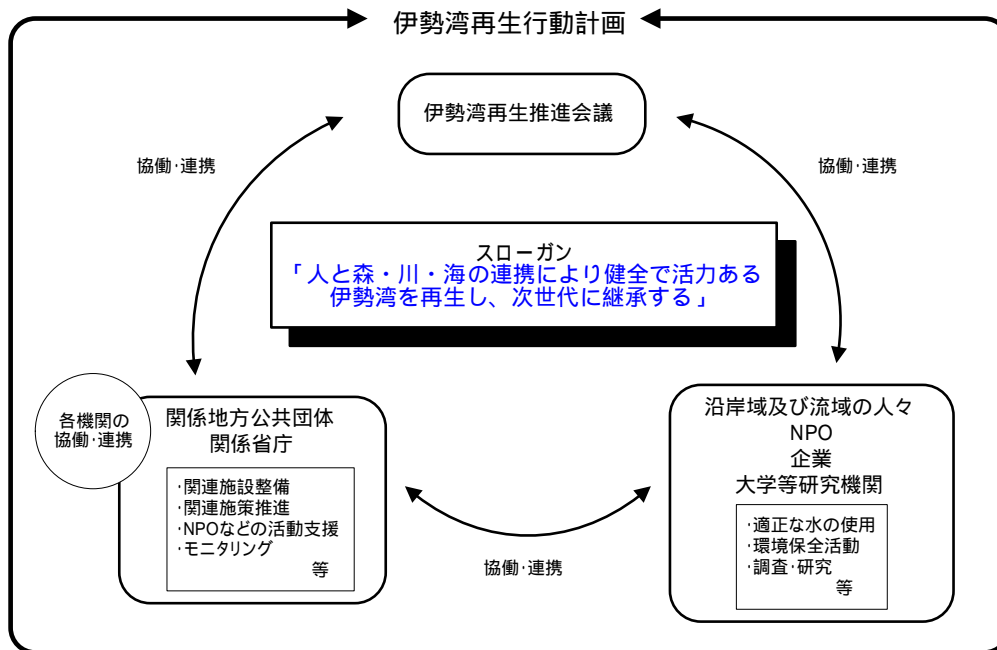 伊勢湾再生行動計画
伊勢湾再生推進会議
協働･連携
協働･連携
スローガン
「人と森・川・海の連携により健全で活力ある
伊勢湾を再生し、次世代に継承する」
各機関の
協働･連携
関係地方公共団体
関係省庁
･関連施設整備
･関連施策推進
･NPOなどの活動支援
･モニタリング
等
沿岸域及び流域の人々
NPO
企業
大学等研究機関
･適正な水の使用
･環境保全活動
･調査･研究
等
協働･連携